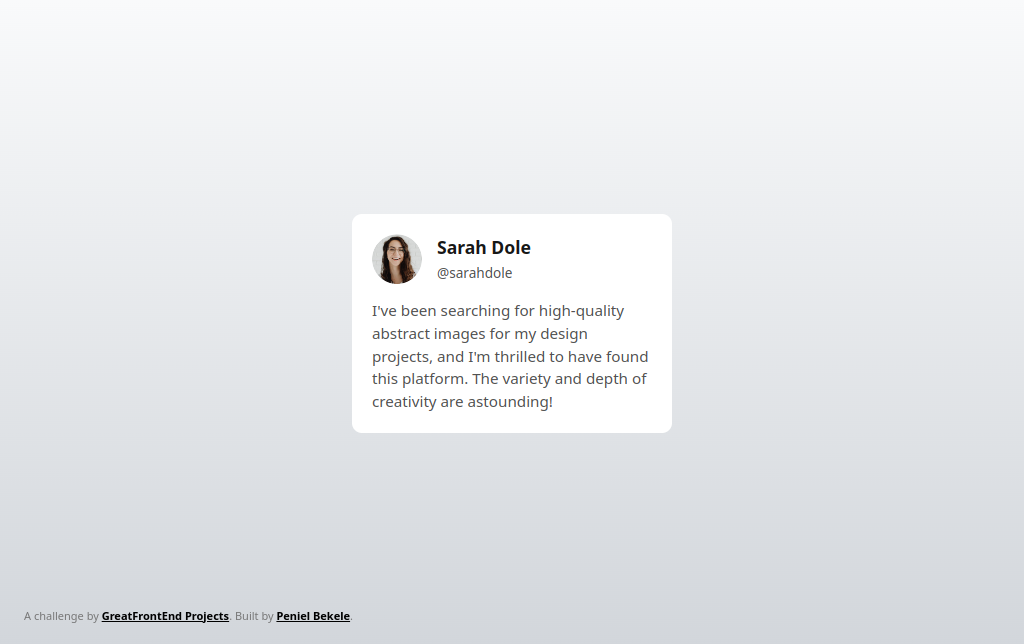 Sarah Dole
@sarahdole
I've been searching for high-quality
abstract images for my design
projects, and I'm thrilled to have found
this platform. The variety and depth of
creativity are astounding!
A challenge by GreatFrontEnd Projects. Built by Peniel Bekele.